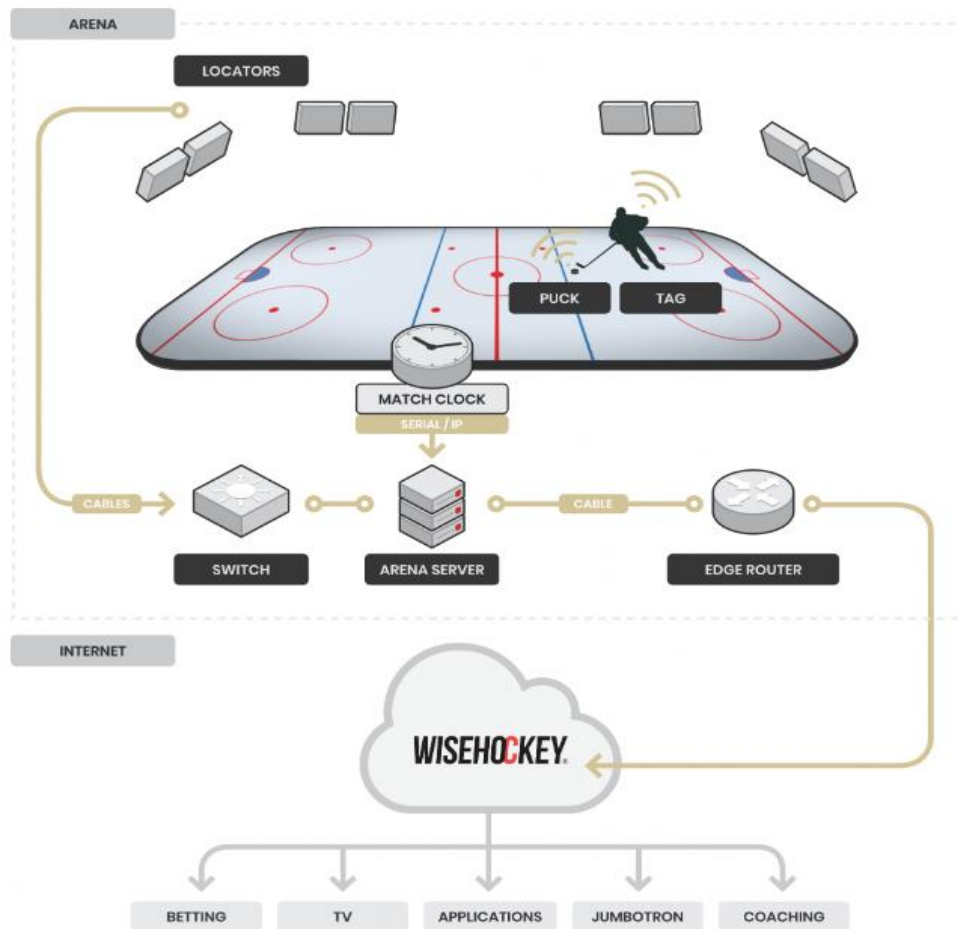 ARENA
LOCATORS
PUCK
TAG
MATCH CLOCK
SERIAL / IP
CABLES
CABLE
SWITCH
ARENA SERVER
EDGE ROUTER
INTERNET
WISEHOCKEY®
BETTING
TV
APPLICATIONS
JUMBOTRON
COACHING